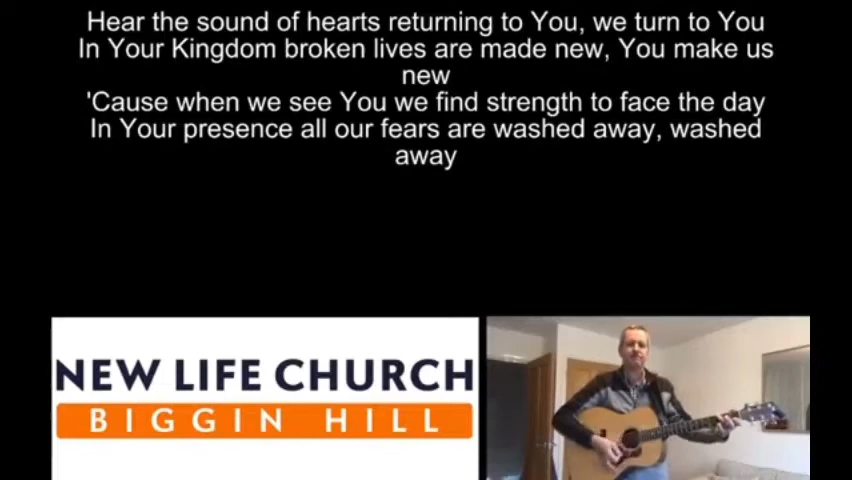 Hear the sound of hearts returning to You, we turn to You
In Your Kingdom broken lives are made new, You make us
new
'Cause when we see You we find strength to face the day
In Your presence all our fears are washed away, washed
away
NEW LIFE CHURCH
BIGGIN HILL